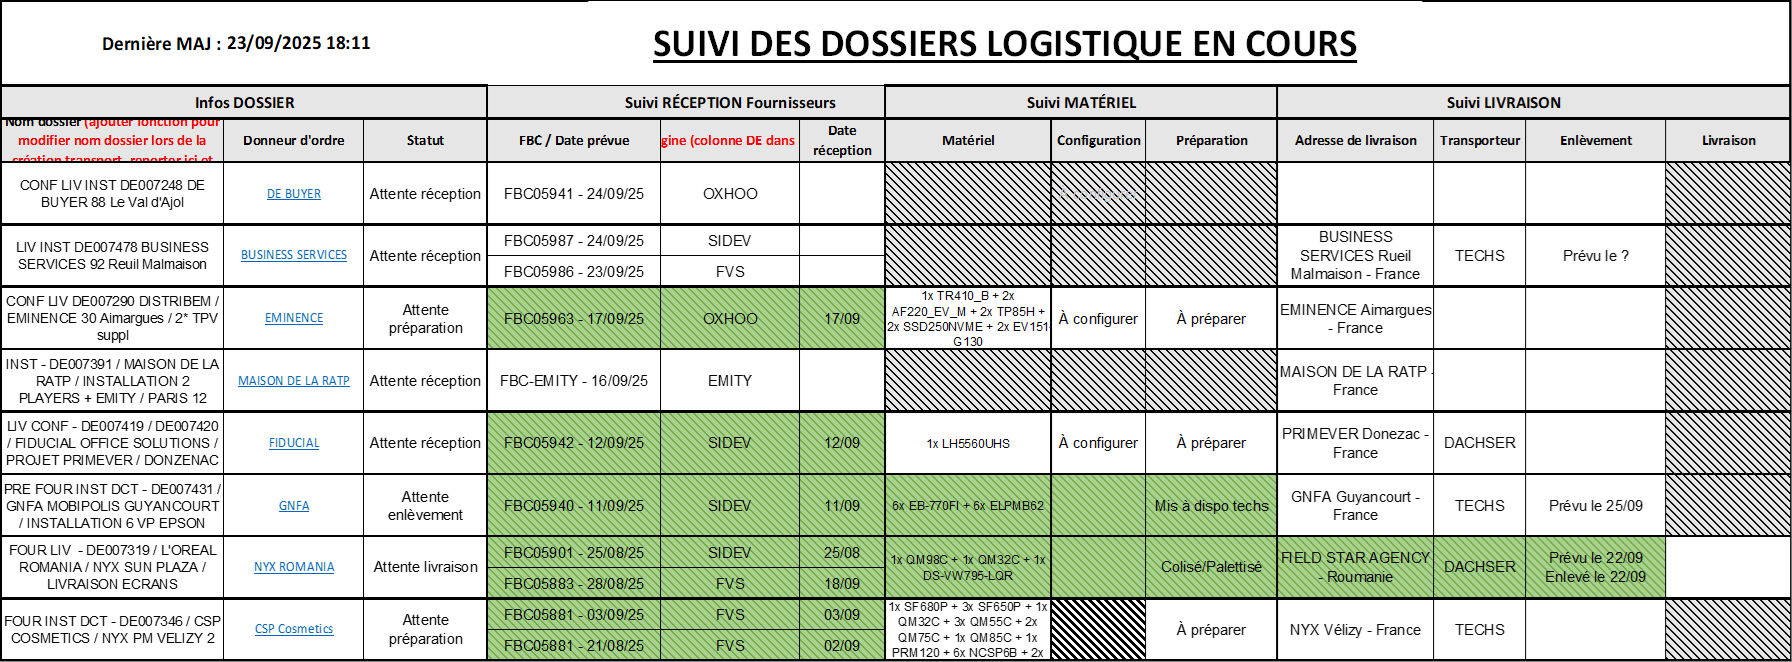 Dernière MAJ : 23/09/2025 18:11
SUIVI DES DOSSIERS LOGISTIQUE EN COURS
Infos DOSSIER
Suivi RÉCEPTION Fournisseurs
Suivi MATÉRIEL
Suivi LIVRAISON
Nom dossier (ajouter fonction pour
modifier nom dossier lors de la
création transport, reporter ici et
Donneur d'ordre
Statut
FBC / Date prévue
gine (colonne DE dans
Date
réception
Matériel
Configuration
Préparation
Adresse de livraison
Transporteur
Enlèvement
Livraison
CONF LIV INST DE007248 DE
BUYER 88 Le Val d'Ajol
DE BUYER
Attente réception
FBC05941 - 24/09/25
OXHOO
LIV INST DE007478 BUSINESS
SERVICES 92 Reuil Malmaison
BUSINESS SERVICES
Attente réception
FBC05987 - 24/09/25
SIDEV
FBC05986 - 23/09/25
FVS
BUSINESS
SERVICES Rueil
Malmaison - France
TECHS
Prévu le ?
CONF LIV DE007290 DISTRIBEM /
EMINENCE 30 Aimargues / 2* TPV
suppl
EMINENCE
Attente
préparation
FBC05963 - 17/09/25
OXHOO
17/09
1x TR410_B + 2x
AF220_EV_M + 2x TP85H +
2x SSD250NVME + 2x EV151-
G130
À configurer
À préparer
EMINENCE Aimargues
- France
INST - DE007391 / MAISON DE LA
RATP / INSTALLATION 2
PLAYERS + EMITY / PARIS 12
MAISON DE LA RATP
Attente réception
FBC-EMITY - 16/09/25
EMITY
MAISON DE LA RATP -
France
LIV CONF - DE007419 / DE007420
/ FIDUCIAL OFFICE SOLUTIONS /
PROJET PRIMEVER / DONZENAC
FIDUCIAL
Attente réception
FBC05942 - 12/09/25
SIDEV
12/09
1x LH5560UHS
À configurer
À préparer
PRIMEVER Donezac -
France
DACHSER
PRE FOUR INST DCT - DE007431 /
GNFA MOBIPOLIS GUYANCOURT
/ INSTALLATION 6 VP EPSON
GNFA
Attente
enlèvement
FBC05940 - 11/09/25
SIDEV
11/09
6x EB-770FI + 6x ELPMB62
Mis à dispo techs
GNFA Guyancourt -
France
TECHS
Prévu le 25/09
FOUR LIV - DE007319 / L'OREAL
ROMANIA / NYX SUN PLAZA /
LIVRAISON ECRANS
NYX ROMANIA
Attente livraison
FBC05901 - 25/08/25
SIDEV
25/08
FBC05883 - 28/08/25
FVS
18/09
1x QM98C + 1x QM32C + 1x
DS-VW795-LQR
Colisé/Palettisé
FIELD STAR AGENCY
- Roumanie
DACHSER
Prévu le 22/09
Enlevé le 22/09
FOUR INST DCT - DE007346 / CSP
COSMETICS / NYX PM VELIZY 2
CSP Cosmetics
Attente
préparation
FBC05881 - 03/09/25
FVS
03/09
FBC05881 - 21/08/25
FVS
02/09
1x SF680P + 3x SF650P + 1x
QM32C + 3x QM55C + 2x
QM75C + 1x QM85C + 1x
PRM120 + 6x NCSP6B + 2x
À préparer
NYX Vélizy - France
TECHS